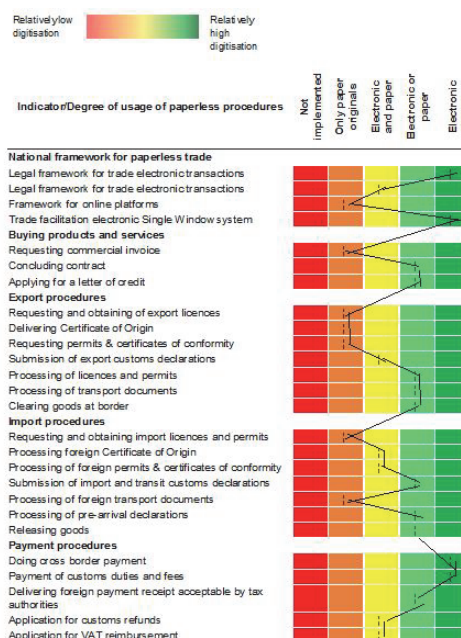 Relativelylow
digitisation
Relatively
high
digitisation
Indicator/Degree of usage of paperless procedures
Not
implemented
Only paper
originals
Electronic
and paper
Electronic or
paper
Electronic
National framework for paperless trade
Legal framework for trade electronic transactions
Legal framework for trade electronic transactions
Framework for online platforms
Trade facilitation electronic Single Window system
Buying products and services
Requesting commercial invoice
Concluding contract
Applying for a letter of credit
Export procedures
Requesting and obtaining of export licences
Delivering Certificate of Origin
Requesting permits & certificates of conformity
Submission of export customs declarations
Processing of licences and permits
Processing of transport documents
Clearing goods at border
Import procedures
Requesting and obtaining import licences and permits
Processing foreign Certificate of Origin
Processing of foreign permits & certificates of conformity
Submission of import and transit customs declarations
Processing of foreign transport documents
Processing of pre-arrival declarations
Releasing goods
Payment procedures
Doing cross border payment
Payment of customs duties and fees
Delivering foreign payment receipt acceptable by tax
authorities
Application for customs refunds
Application for VAT reimbursement